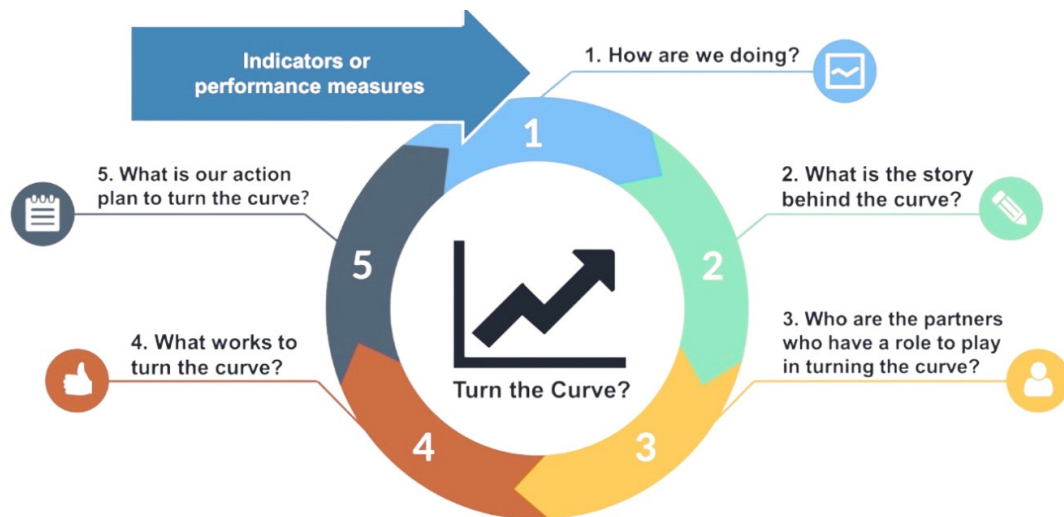 Indicators or
performance measures
1. How are we doing?
1
5. What is our action
plan to turn the curve?
2. What is the story
behind the curve?
5
2
4. What works to
turn the curve?
3. Who are the partners
who have a role to play
in turning the curve?
Turn the Curve?
4
3